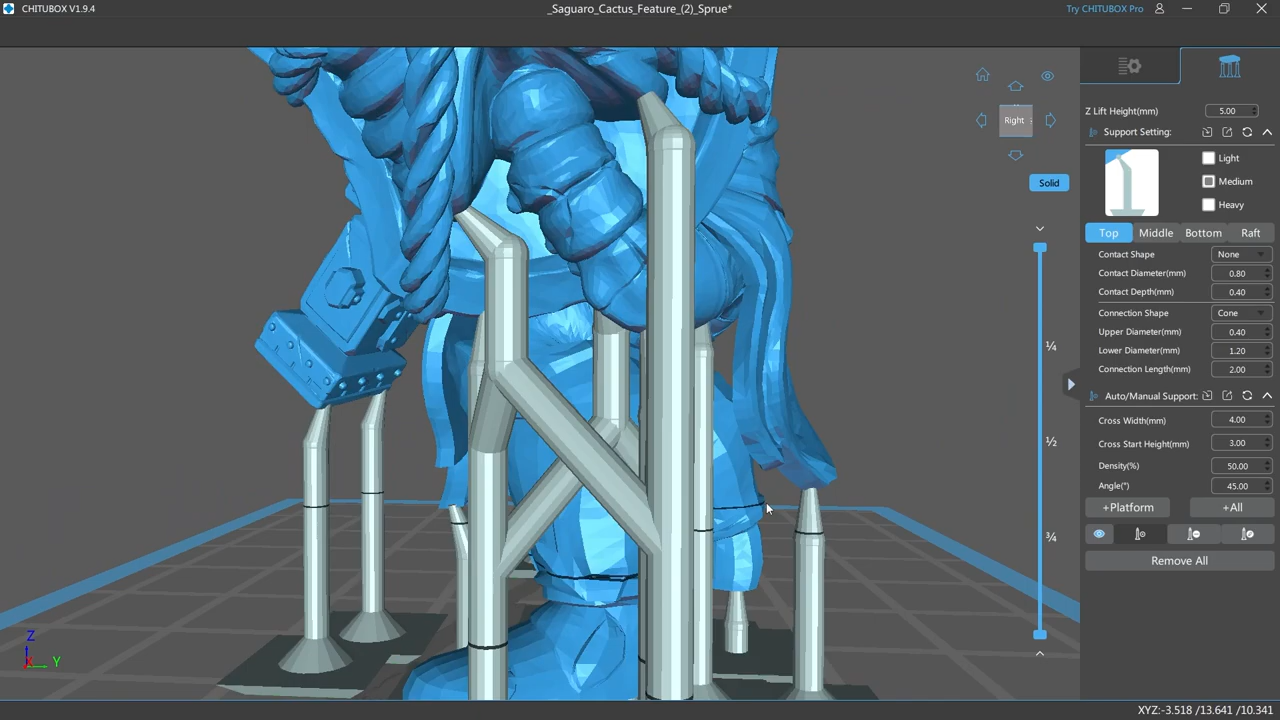 CHITUBOX V1.9.4
_Saguaro_Cactus_Feature_(2)_Sprue*
Try CHITUBOX Pro
Z Lift Height(mm) 5.00
Support Setting:
Light
Medium
Heavy
Right
Solid
Top Middle Bottom Raft
Contact Shape None
Contact Diameter(mm) 0.80
Contact Depth(mm) 0.40
Connection Shape Cone
Upper Diameter(mm) 0.40
Lower Diameter(mm) 1.20
Connection Length(mm) 2.00
Auto/Manual Support:
Cross Width(mm) 4.00
Cross Start Height(mm) 3.00
Density(%) 50.00
Angle(°) 45.00
+Platform +All
Remove All
¼
½
¾
Z
X Y
XYZ:-3.518 /13.641 /10.341